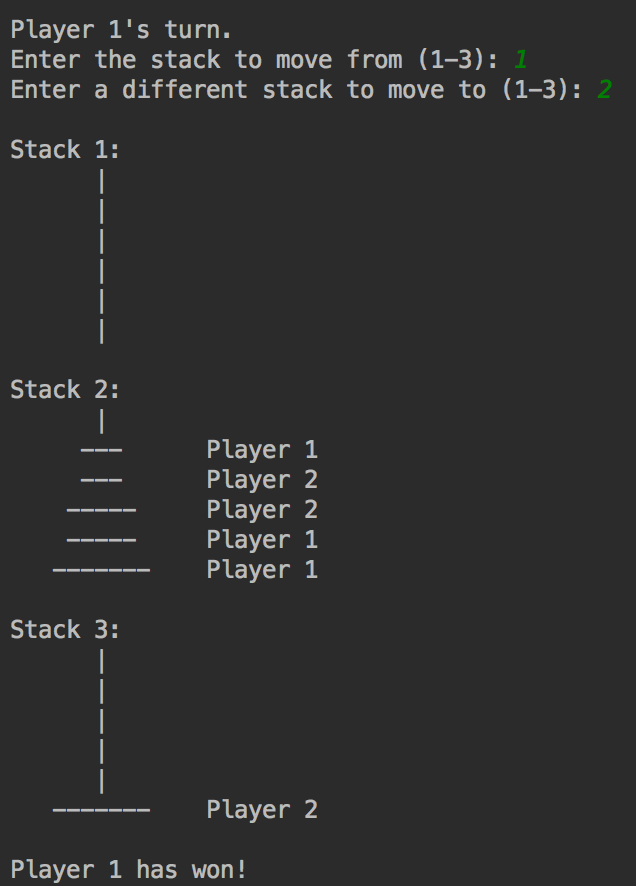 Player 1's turn.
Enter the stack to move from (1-3): 1
Enter a different stack to move to (1-3): 2
Stack 1:
|
|
|
|
|
|
Stack 2:
|
--- Player 1
--- Player 2
----- Player 2
----- Player 1
------- Player 1
Stack 3:
|
|
|
|
|
------- Player 2
Player 1 has won!